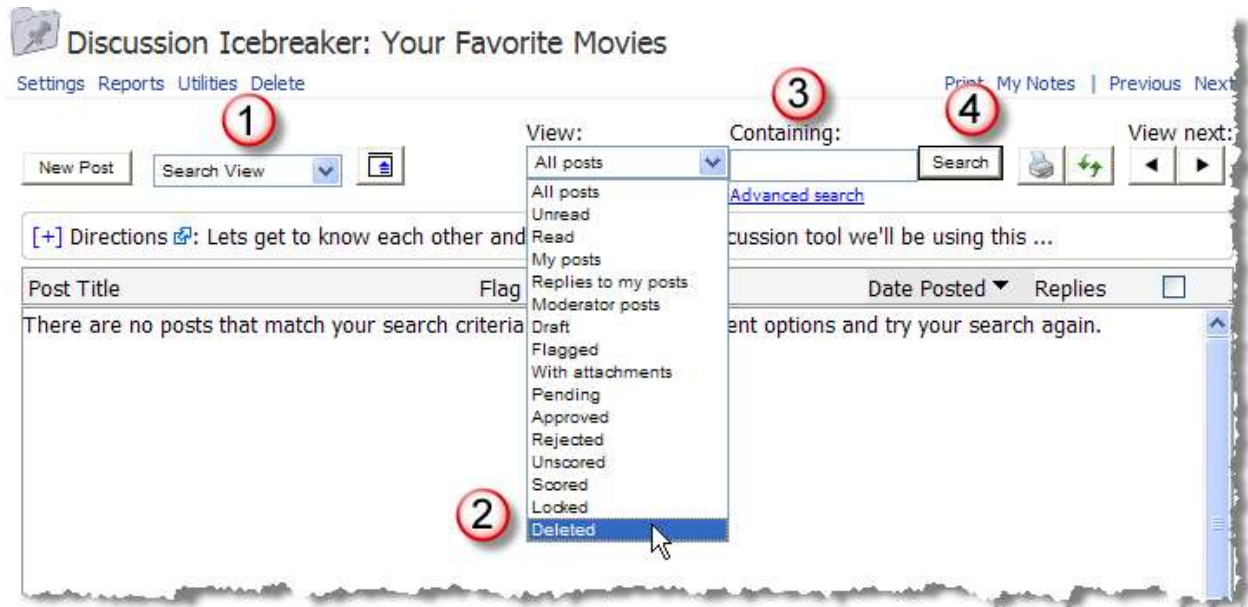 Discussion Icebreaker: Your Favorite Movies
Settings Reports Utilities Delete
Print My Notes | Previous Next
1
3
4
View:
Containing:
View next:
New Post
Search View
All posts
Search
Advanced search
All posts
Unread
Read
My posts
Replies to my posts
Moderator posts
Draft
Flagged
With attachments
Pending
Approved
Rejected
Unscored
Scored
Locked
Deleted
2
[+] Directions : Lets get to know each other and cussion tool we'll be using this ...
Post Title Flag Date Posted Replies
There are no posts that match your search criteria ent options and try your search again.